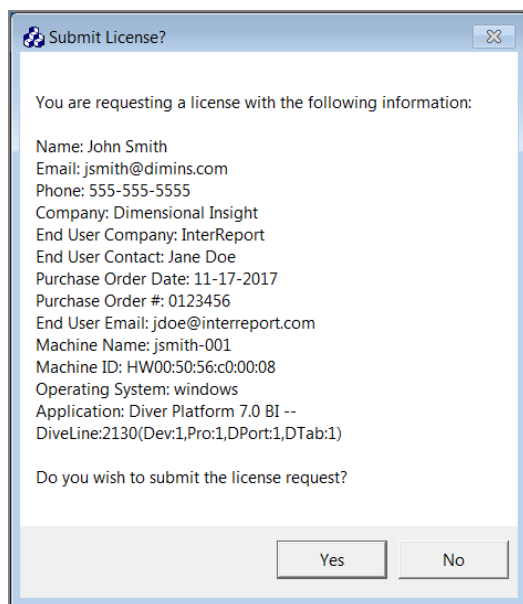 Submit License?
You are requesting a license with the following information:
Name: John Smith
Email: jsmith@dimins.com
Phone: 555-555-5555
Company: Dimensional Insight
End User Company: InterReport
End User Contact: Jane Doe
Purchase Order Date: 11-17-2017
Purchase Order #: 0123456
End User Email: jdoe@interreport.com
Machine Name: jsmith-001
Machine ID: HW00:50:56:c0:00:08
Operating System: windows
Application: Diver Platform 7.0 BI --
DiveLine:2130(Dev:1,Pro:1,DPort:1,DTab:1)
Do you wish to submit the license request?
Yes No